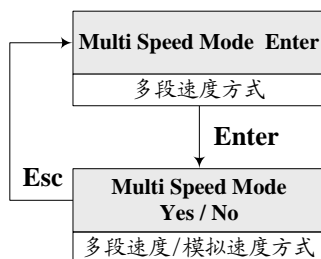 Multi Speed Mode Enter
多段速度方式
Enter
Esc
Multi Speed Mode
Yes / No
多段速度/模拟速度方式